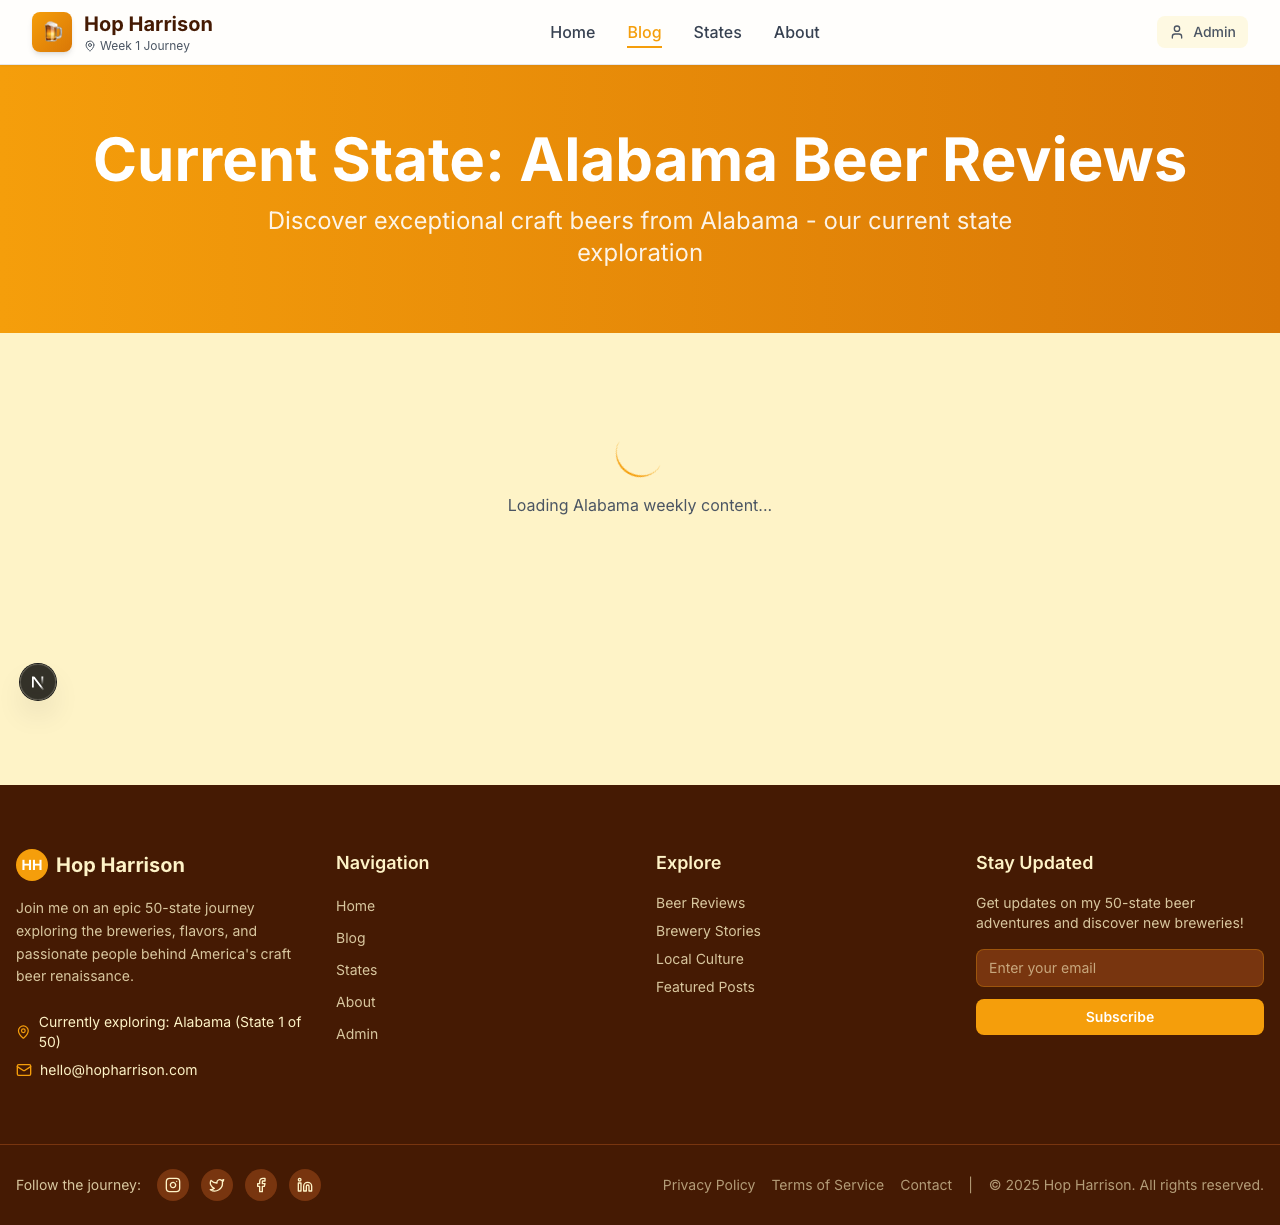 Hop Harrison
Week 1 Journey
Home
Blog
States
About
Admin
Current State: Alabama Beer Reviews
Discover exceptional craft beers from Alabama - our current state
exploration
Loading Alabama weekly content...
N
HH
Hop Harrison
Join me on an epic 50-state journey
exploring the breweries, flavors, and
passionate people behind America's craft
beer renaissance.
Currently exploring: Alabama (State 1 of
50)
hello@hopharrison.com
Navigation
Home
Blog
States
About
Admin
Explore
Beer Reviews
Brewery Stories
Local Culture
Featured Posts
Stay Updated
Get updates on my 50-state beer
adventures and discover new breweries!
Enter your email
Subscribe
Follow the journey:
Privacy Policy
Terms of Service
Contact
|
© 2025 Hop Harrison. All rights reserved.